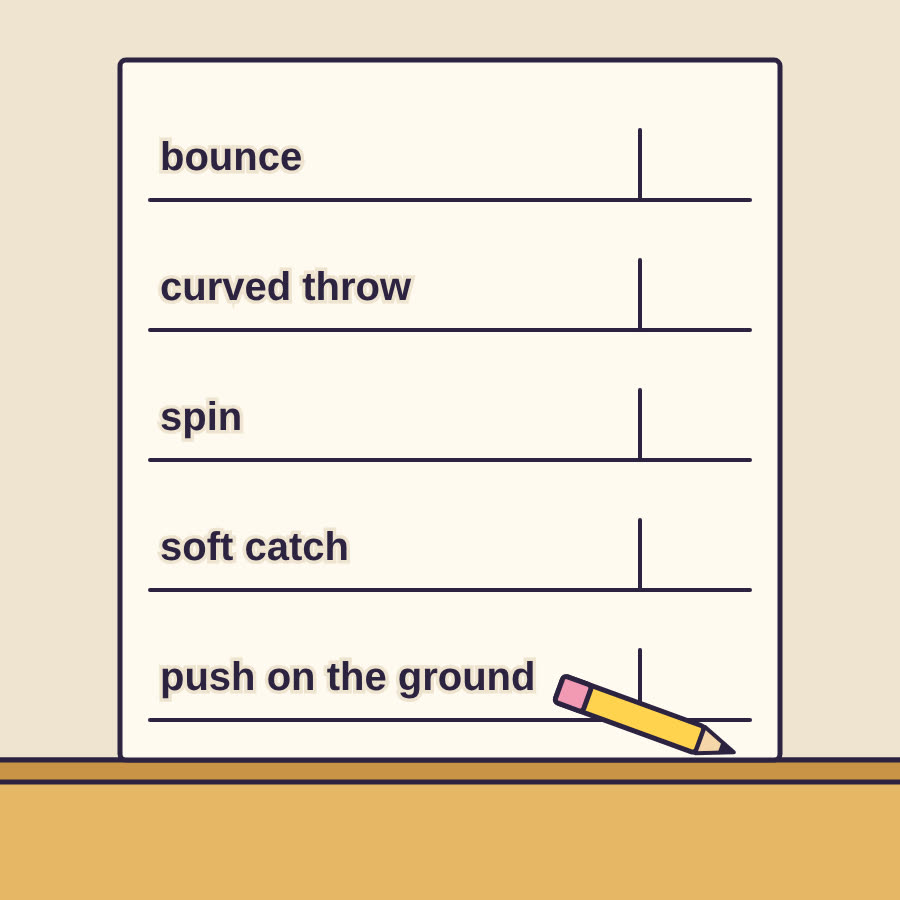 bounce
curved throw
spin
soft catch
push on the ground